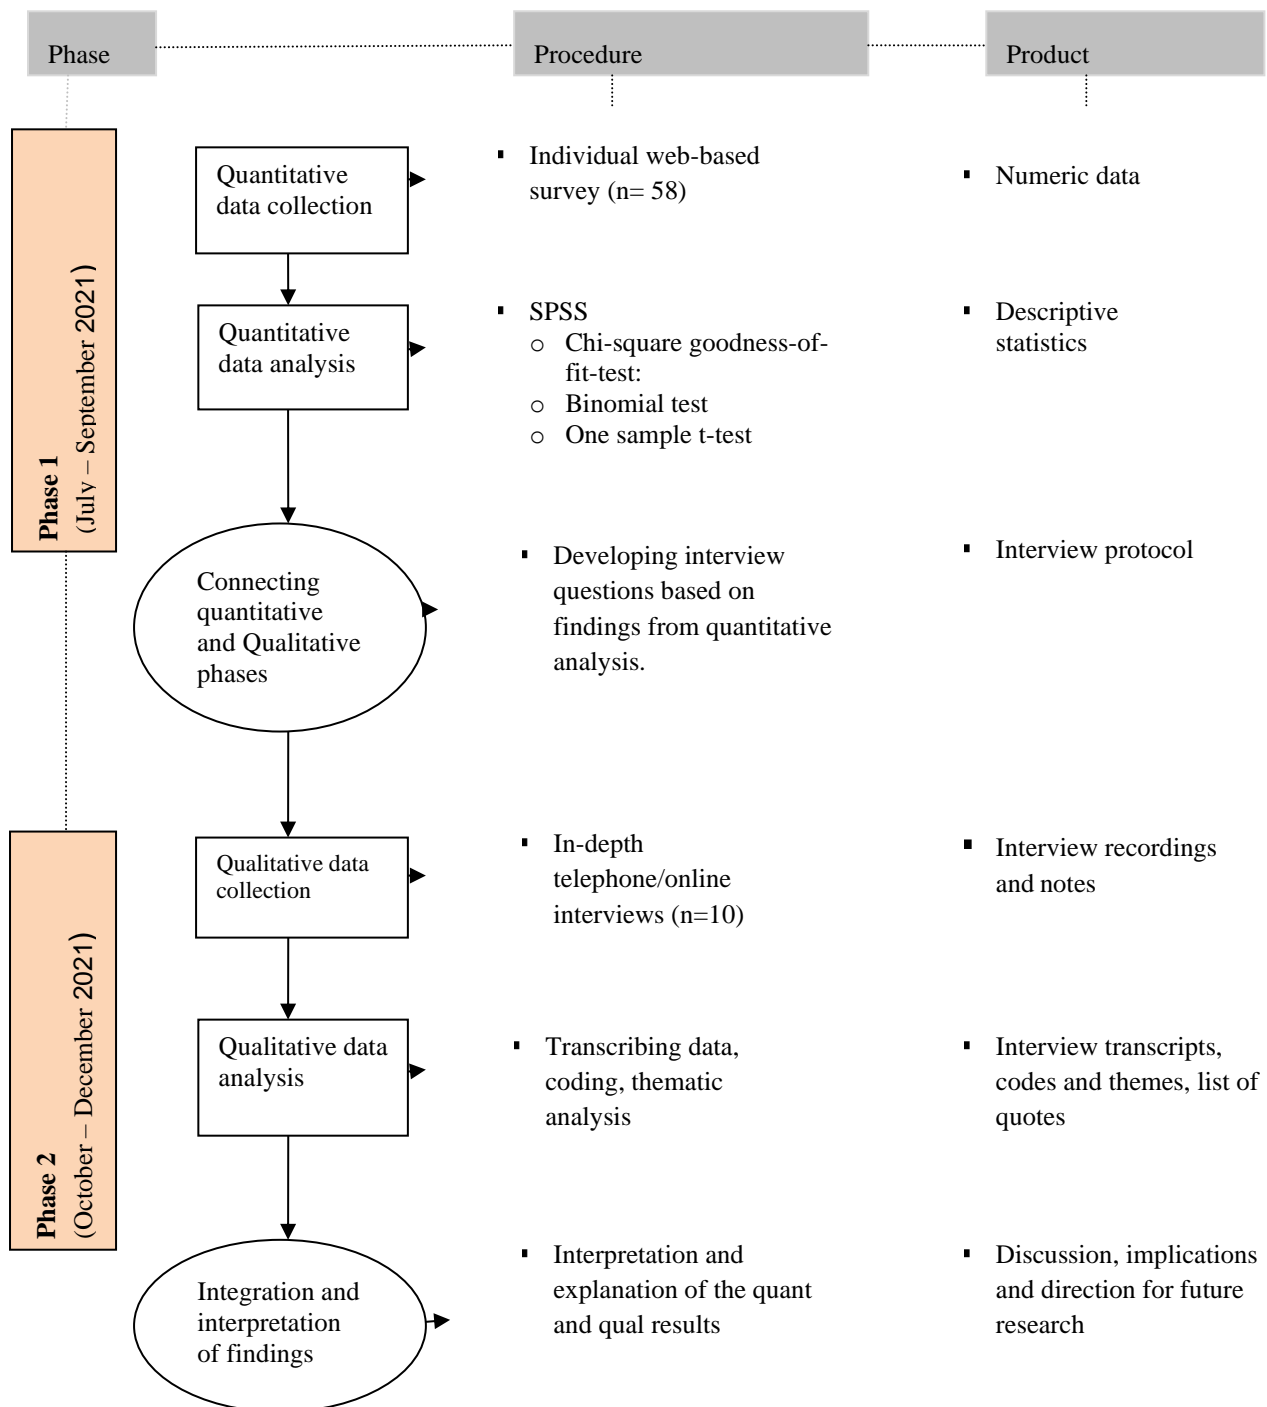 Phase
Procedure
Product
Phase 1
(July – September 2021)
Quantitative
data collection
▪ Individual web-based
survey (n= 58)
▪ Numeric data
Quantitative
data analysis
▪ SPSS
o Chi-square goodness-of-
fit-test:
o Binomial test
o One sample t-test
▪ Descriptive
statistics
Connecting
quantitative
and Qualitative
phases
▪ Developing interview
questions based on
findings from quantitative
analysis.
▪ Interview protocol
Phase 2
(October – December 2021)
Qualitative data
collection
▪ In-depth
telephone/online
interviews (n=10)
▪ Interview recordings
and notes
Qualitative data
analysis
▪ Transcribing data,
coding, thematic
analysis
▪ Interview transcripts,
codes and themes, list of
quotes
Integration and
interpretation
of findings
▪ Interpretation and
explanation of the quant
and qual results
▪ Discussion, implications
and direction for future
research